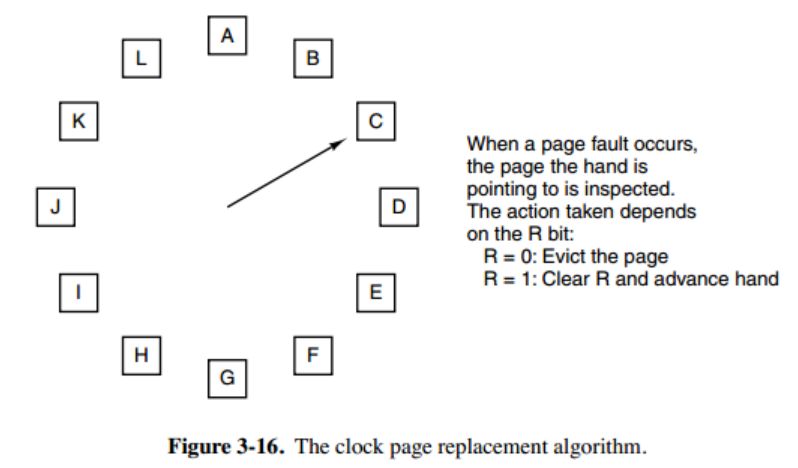 A
L
B
K
C
When a page fault occurs,
the page the hand is
pointing to is inspected.
The action taken depends
on the R bit:
R = 0: Evict the page
R = 1: Clear R and advance hand
J
D
I
E
H
F
G
Figure 3-16. The clock page replacement algorithm.